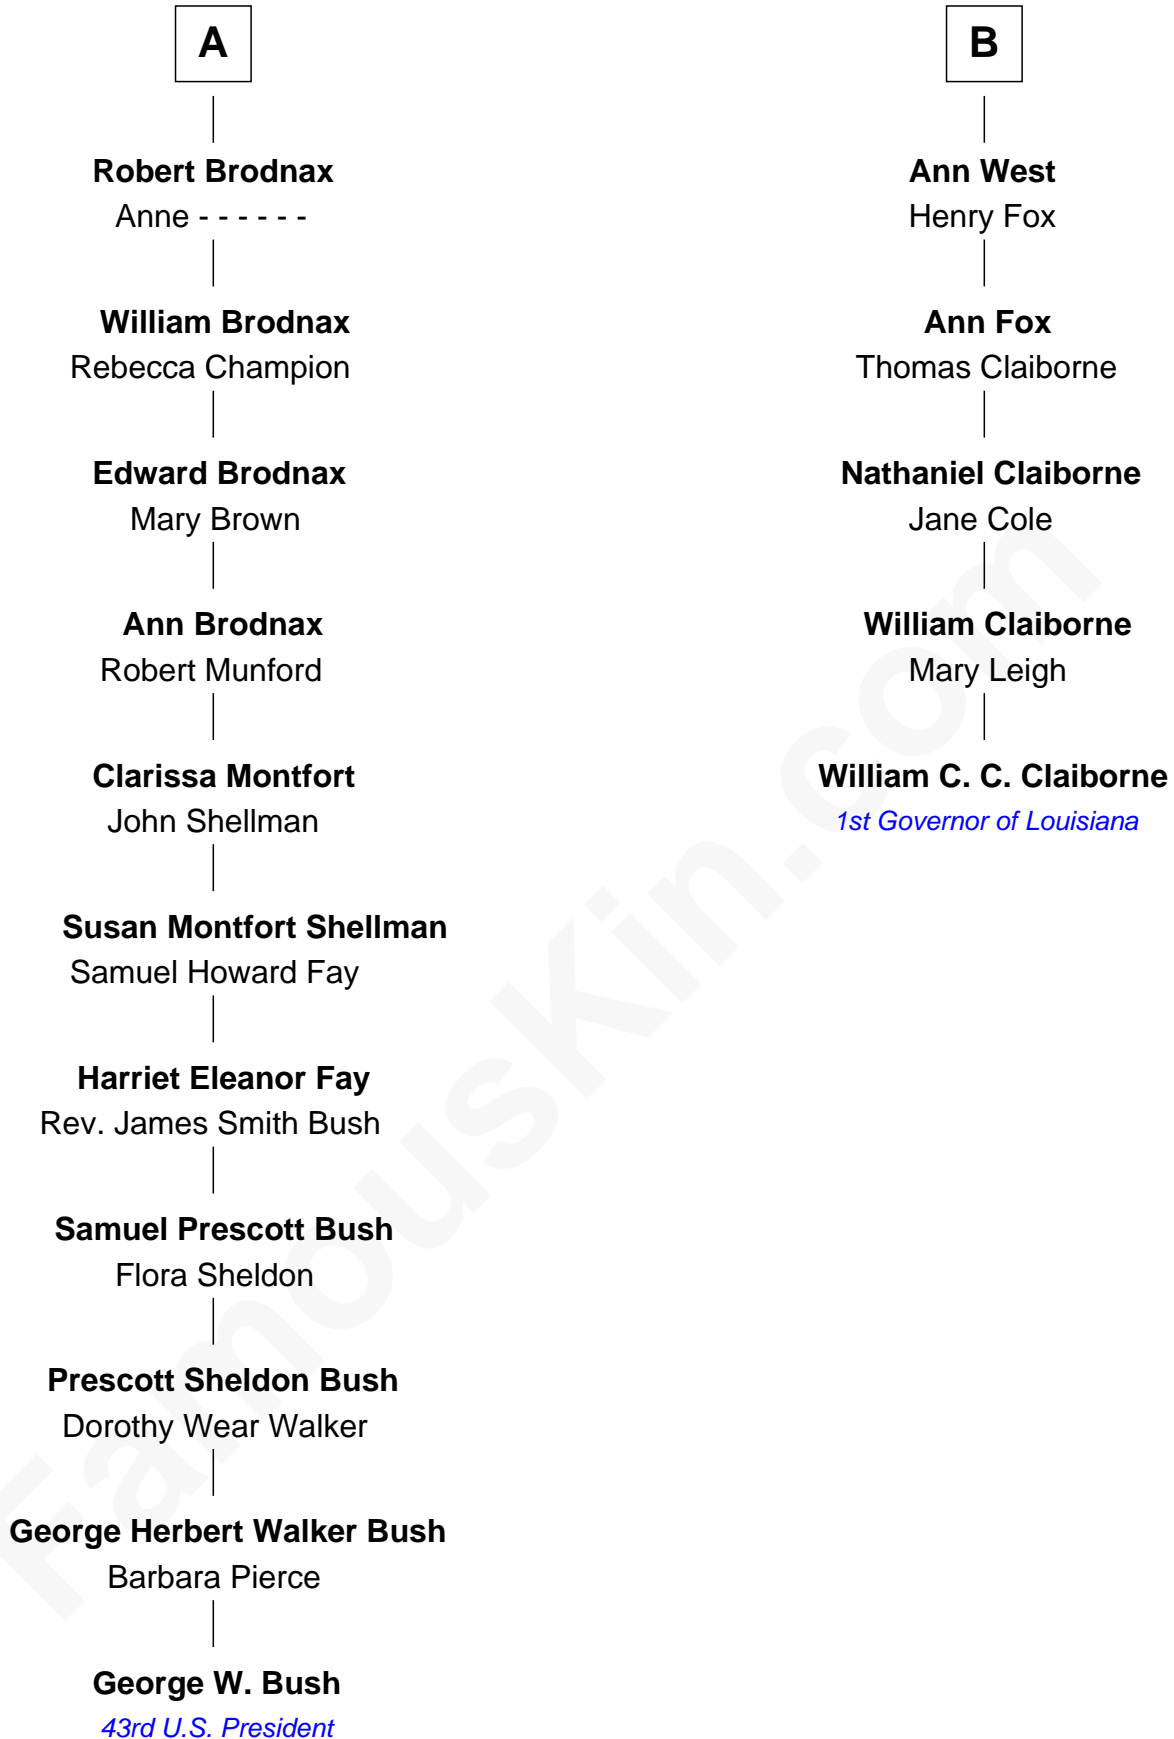 A
Robert Brodnax
Anne - - - - - -
William Brodnax
Rebecca Champion
Edward Brodnax
Mary Brown
Ann Brodnax
Robert Munford
Clarissa Montfort
John Shellman
Susan Montfort Shellman
Samuel Howard Fay
Harriet Eleanor Fay
Rev. James Smith Bush
Samuel Prescott Bush
Flora Sheldon
Prescott Sheldon Bush
Dorothy Wear Walker
George Herbert Walker Bush
Barbara Pierce
George W. Bush
43rd U.S. President
B
Ann West
Henry Fox
Ann Fox
Thomas Claiborne
Nathaniel Claiborne
Jane Cole
William Claiborne
Mary Leigh
William C. C. Claiborne
1st Governor of Louisiana
FamousKin.com